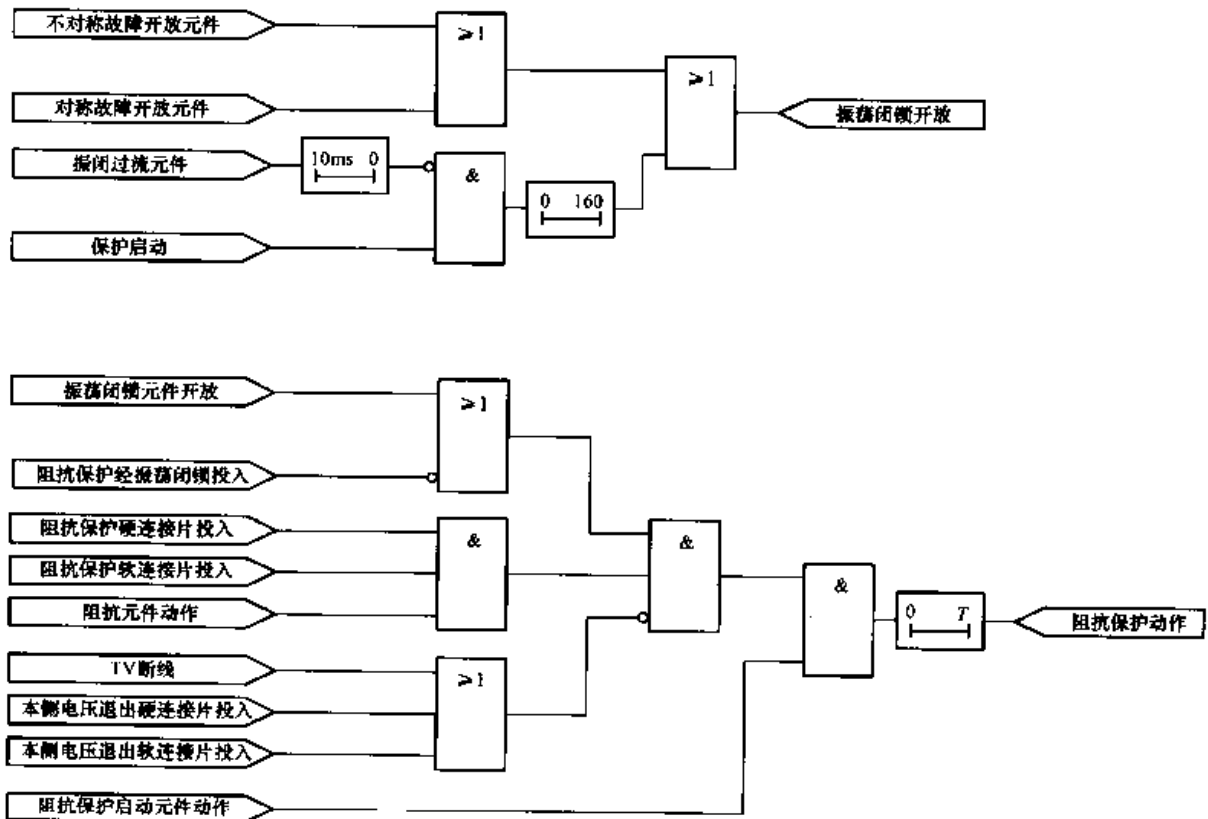 不对称故障开放元件
≥1
≥1
对称故障开放元件
振荡闭锁开放
振闭过流元件
10ms 0
&
0 160
保护启动
振荡闭锁元件开放
≥1
阻抗保护经振荡闭锁投入
阻抗保护硬连接片投入
&
&
阻抗保护软连接片投入
&
阻抗元件动作
0 T
阻抗保护动作
TV断线
≥1
本侧电压退出硬连接片投入
本侧电压退出软连接片投入
阻抗保护启动元件动作